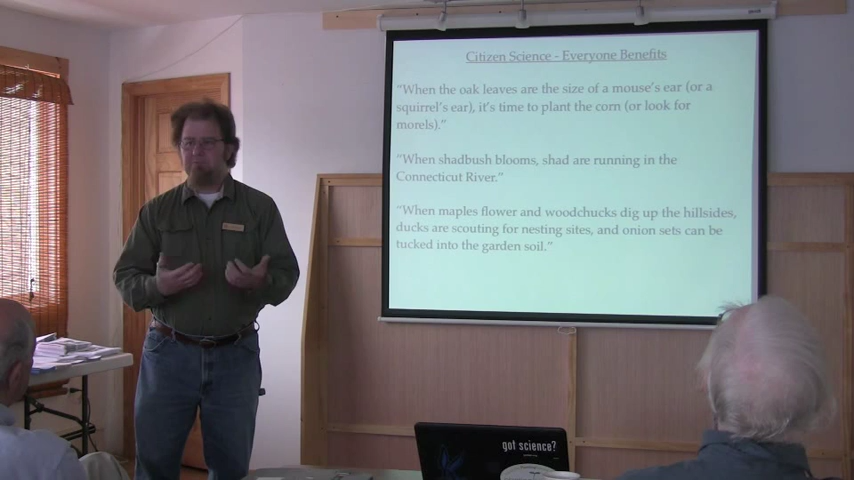 Citizen Science - Everyone Benefits
“When the oak leaves are the size of a mouse’s ear (or a
squirrel’s ear), it’s time to plant the corn (or look for
morels).”
“When shadbush blooms, shad are running in the
Connecticut River.”
“When maples flower and woodchucks dig up the hillsides,
ducks are scouting for nesting sites, and onion sets can be
tucked into the garden soil.”
got science?